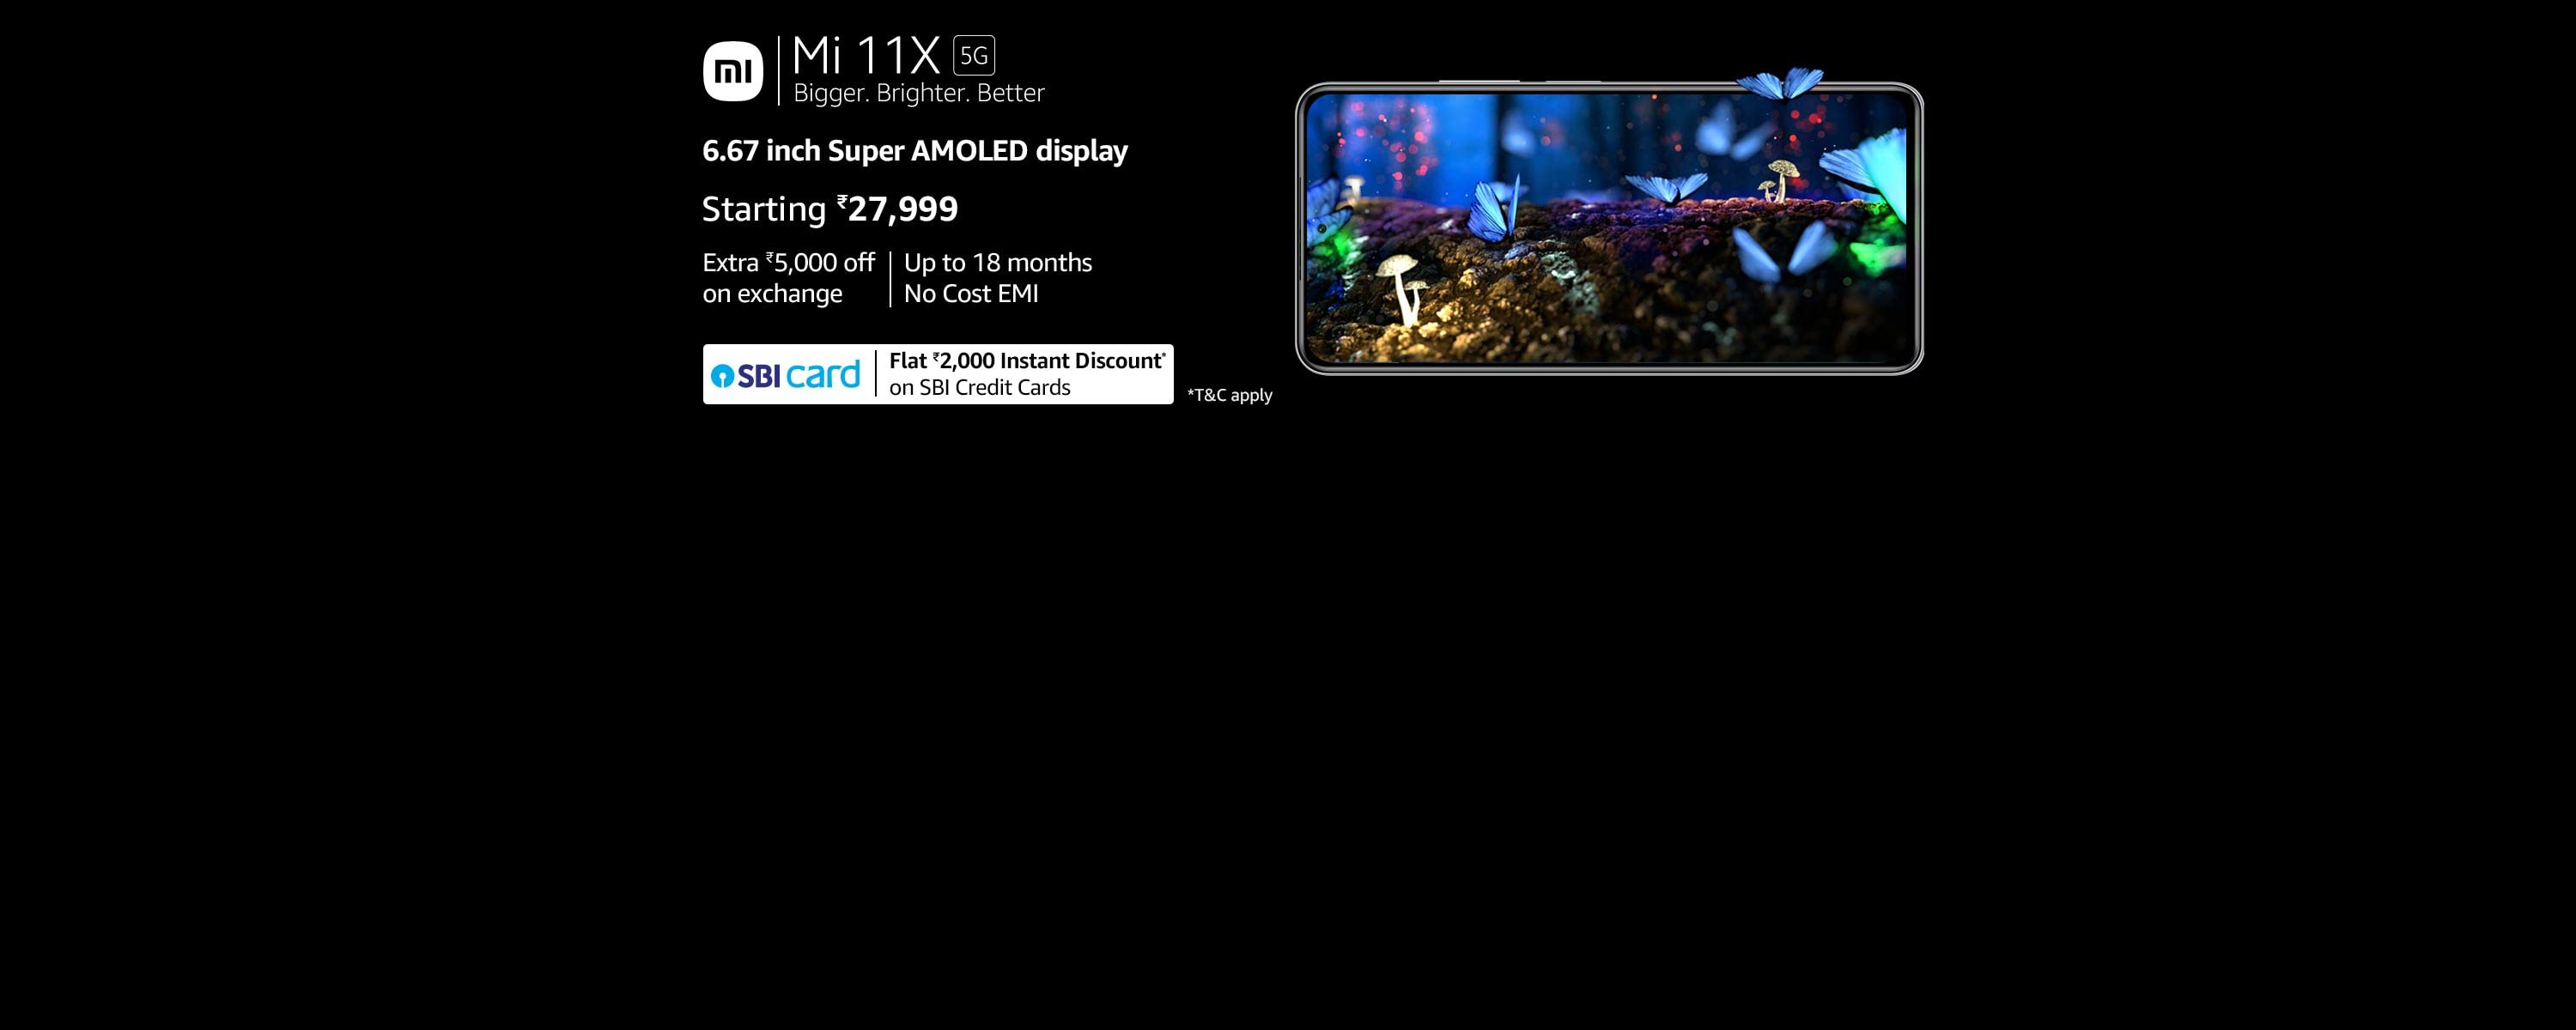 mi
Mi 11X 5G
Bigger. Brighter. Better
6.67 inch Super AMOLED display
Starting ₹27,999
Extra ₹5,000 off
on exchange
Up to 18 months
No Cost EMI
SBI card
Flat ₹2,000 Instant Discount*
on SBI Credit Cards
*T&C apply